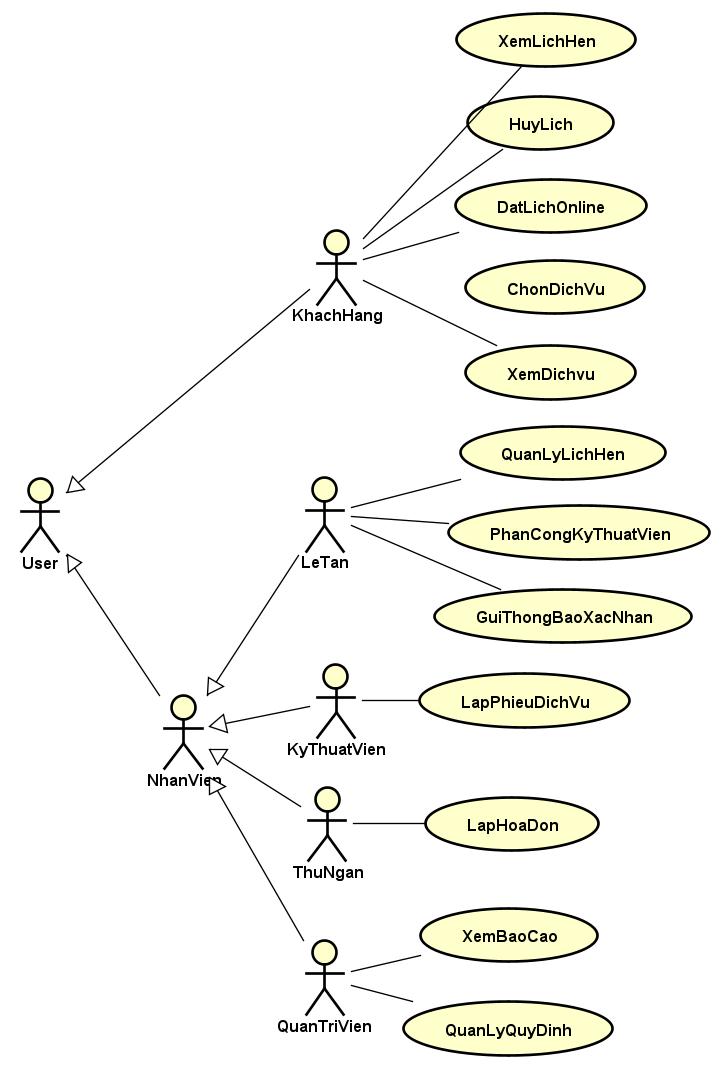 XemLichHen
HuyLich
DatLichOnline
ChonDichVu
KhachHang
XemDichvu
QuanLyLichHen
PhanCongKyThuatVien
User
LeTan
GuiThongBaoXacNhan
LapPhieuDichVu
KyThuatVien
NhanVien
LapHoaDon
ThuNgan
XemBaoCao
QuanTriVien
QuanLyQuyDinh